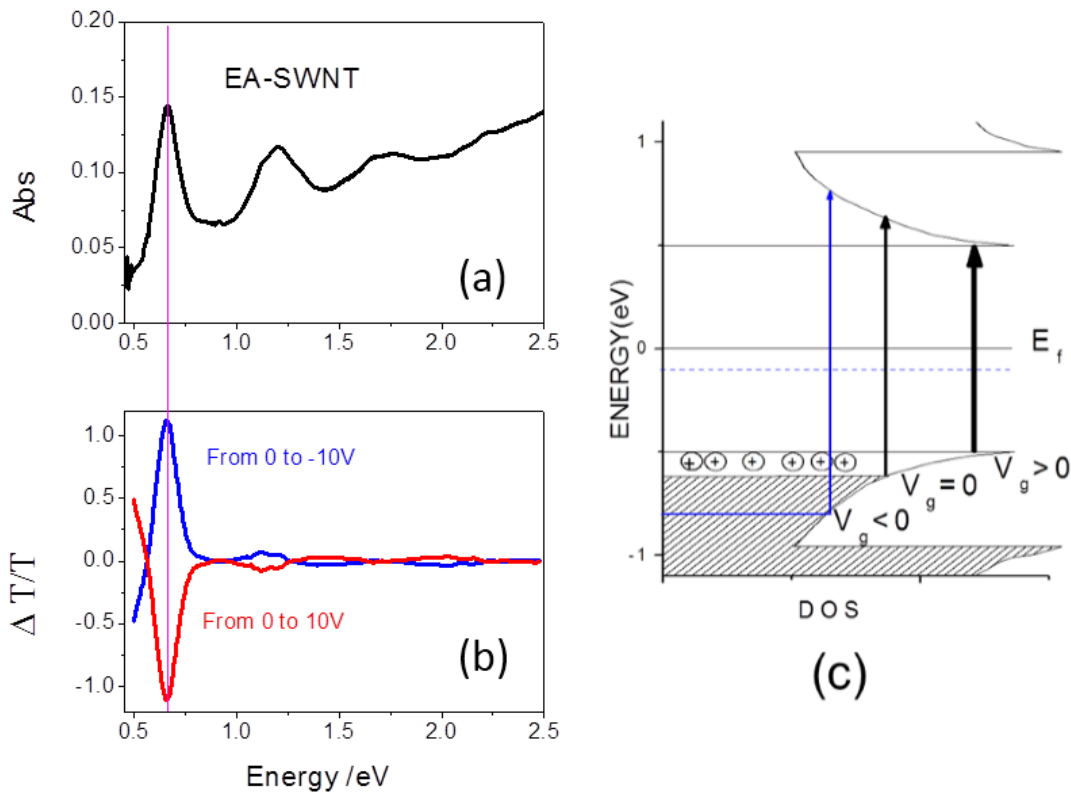 0.20
0.15
0.10
0.05
0.00
Abs
EA-SWNT
(a)
0.5 1.0 1.5 2.0 2.5
1.0
0.5
0.0
-0.5
-1.0
Δ T/T
From 0 to -10V
From 0 to 10V
(b)
0.5 1.0 1.5 2.0 2.5
Energy /eV
1
0
-1
ENERGY(eV)
E f
+ + + + + +
V g > 0
V g = 0
V g < 0
D O S
(c)